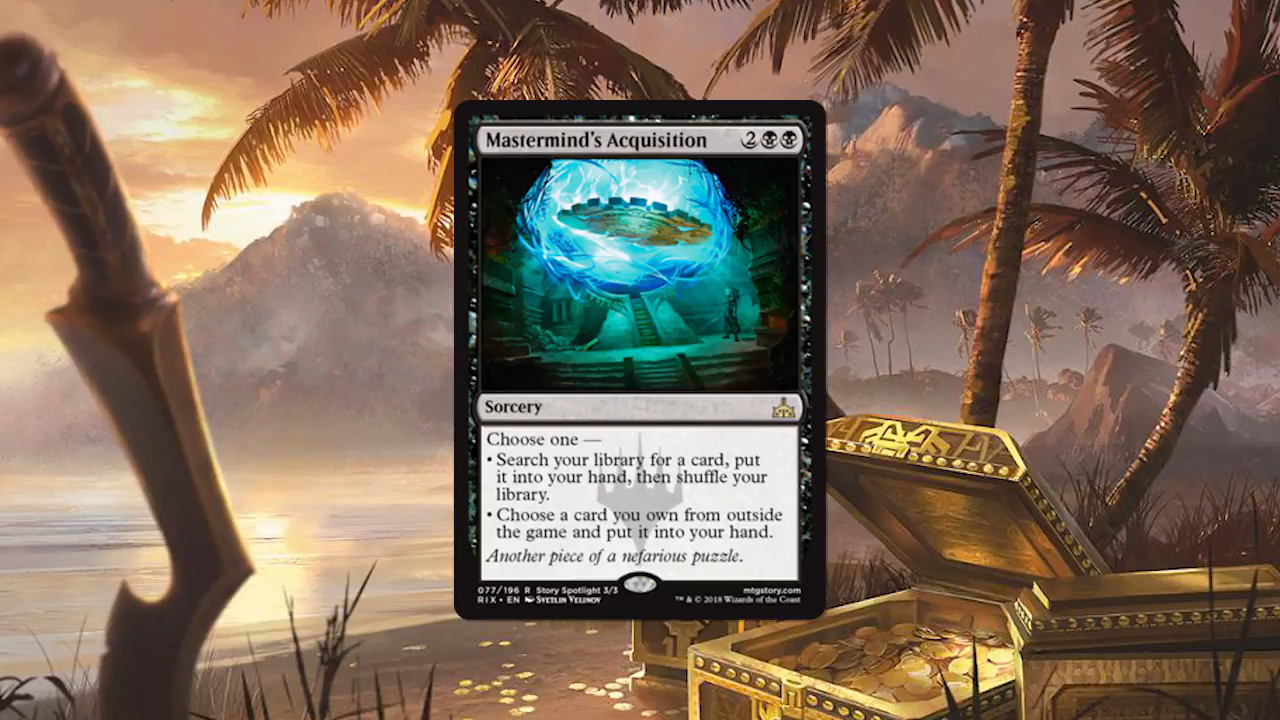 Mastermind's Acquisition 2
Sorcery
Choose one —
• Search your library for a card, put
it into your hand, then shuffle your
library.
• Choose a card you own from outside
the game and put it into your hand.
Another piece of a nefarious puzzle.
077/196 R Story Spotlight 3/3 mtgstory.com
RIX • EN Svetlin Velinov ™ & © 2018 Wizards of the Coast